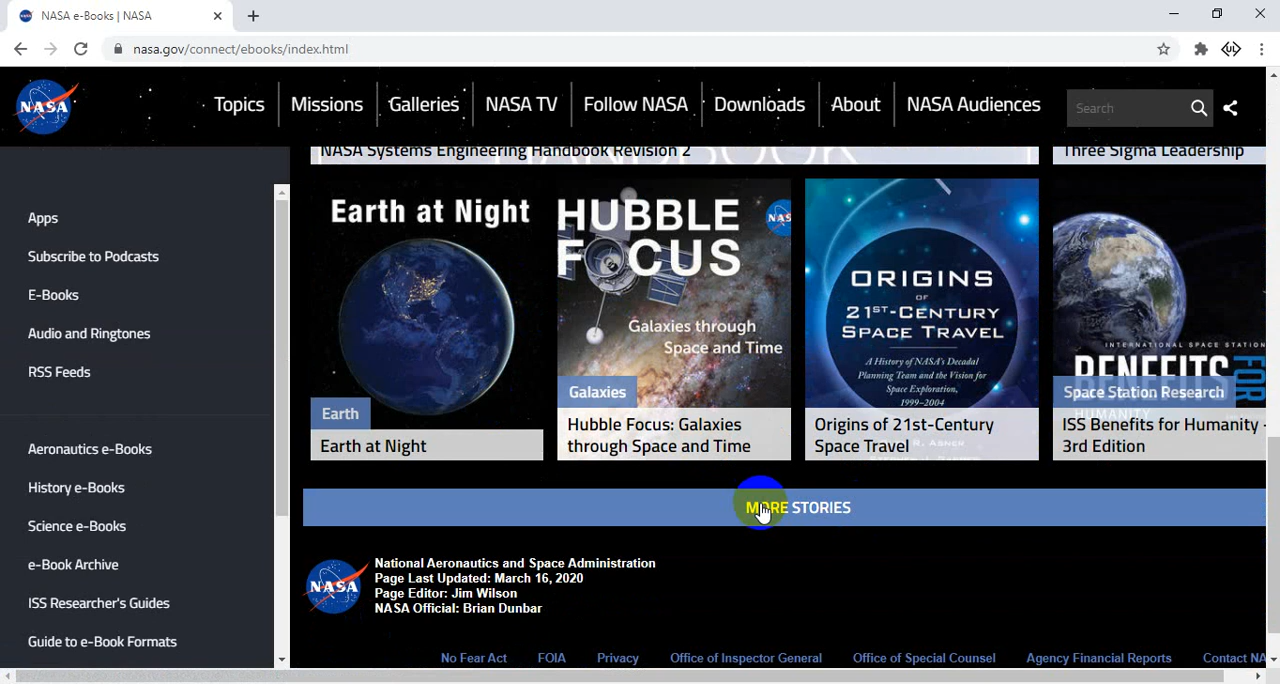 NASA e-Books | NASA
nasa.gov/connect/ebooks/index.html
NASA
Topics
Missions
Galleries
NASA TV
Follow NASA
Downloads
About
NASA Audiences
Search
Apps
Subscribe to Podcasts
E-Books
Audio and Ringtones
RSS Feeds
Aeronautics e-Books
History e-Books
Science e-Books
e-Book Archive
ISS Researcher's Guides
Guide to e-Book Formats
NASA Systems Engineering Handbook Revision 2
Three Sigma Leadership
Earth at Night
Earth
Earth at Night
HUBBLE
FOCUS
NAS
Galaxies through
Space and Time
Galaxies
Hubble Focus: Galaxies
through Space and Time
ORIGINS
OF
21ST-CENTURY
SPACE TRAVEL
A History of NASA's Decadal
Planning Team and the Vision for
Space Exploration,
1999–2004
Origins of 21st-Century
Space Travel
INTERNATIONAL SPACE STATION
BENEFITS FOR
Space Station Research
ISS Benefits for Humanity -
3rd Edition
MORE STORIES
NASA
National Aeronautics and Space Administration
Page Last Updated: March 16, 2020
Page Editor: Jim Wilson
NASA Official: Brian Dunbar
No Fear Act
FOIA
Privacy
Office of Inspector General
Office of Special Counsel
Agency Financial Reports
Contact NA